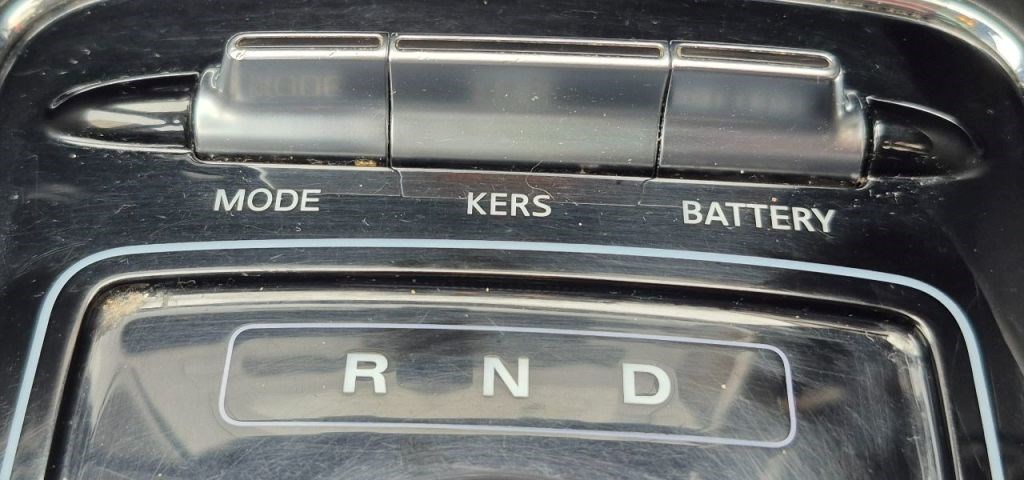 MODE KERS BATTERY
R N D